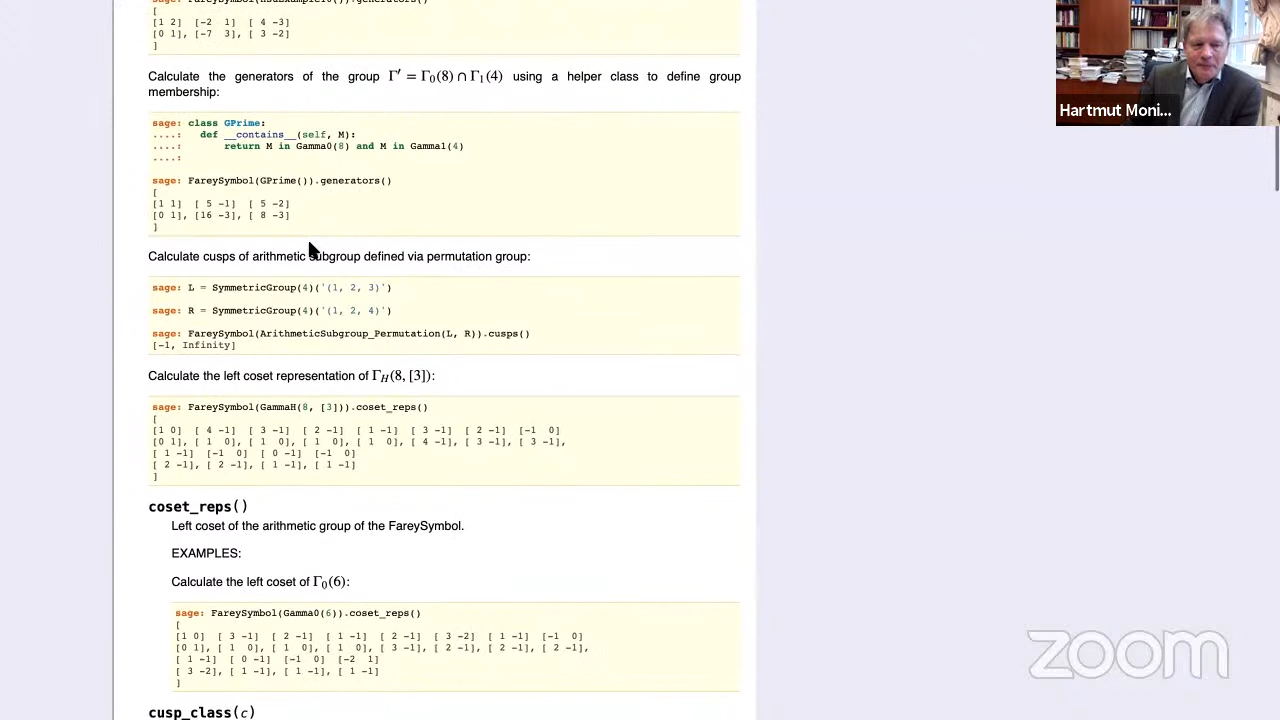 [1 2]  [-2  1]  [ 4 -3]
[0 1], [-7  3], [ 3 -2]
]
Calculate the generators of the group Γ′ = Γ0(8) ∩ Γ1(4) using a helper class to define group
membership:
sage: class GPrime:
....:   def __contains__(self, M):
....:       return M in Gamma0(8) and M in Gamma1(4)
....:
sage: FareySymbol(GPrime()).generators()
[
[1 1]  [ 5 -1]  [ 5 -2]
[0 1], [16 -3], [ 8 -3]
]
Calculate cusps of arithmetic subgroup defined via permutation group:
sage: L = SymmetricGroup(4)('(1, 2, 3)')
sage: R = SymmetricGroup(4)('(1, 2, 4)')
sage: FareySymbol(ArithmeticSubgroup_Permutation(L, R)).cusps()
[-1, Infinity]
Calculate the left coset representation of ΓH(8, [3]):
sage: FareySymbol(GammaH(8, [3])).coset_reps()
[
[1 0]  [ 4 -1]  [ 3 -1]  [ 2 -1]  [ 1 -1]  [ 3 -1]  [ 2 -1]  [-1  0]
[0 1], [ 1  0], [ 1  0], [ 1  0], [ 1  0], [ 4 -1], [ 3 -1], [ 3 -1],
[ 1 -1]  [-1  0]  [ 0 -1]  [-1  0]
[ 2 -1], [ 2 -1], [ 1 -1], [ 1 -1]
]
coset_reps()
Left coset of the arithmetic group of the FareySymbol.
EXAMPLES:
Calculate the left coset of Γ0(6):
sage: FareySymbol(Gamma0(6)).coset_reps()
[
[1 0]  [ 3 -1]  [ 2 -1]  [ 1 -1]  [ 2 -1]  [ 3 -2]  [ 1 -1]  [-1  0]
[0 1], [ 1  0], [ 1  0], [ 1  0], [ 3 -1], [ 2 -1], [ 2 -1], [ 2 -1],
[ 1 -1]  [ 0 -1]  [-1  0]  [-2  1]
[ 3 -2], [ 1 -1], [ 1 -1], [ 1 -1]
]
cusp_class(c)
Hartmut Moni...
zoom